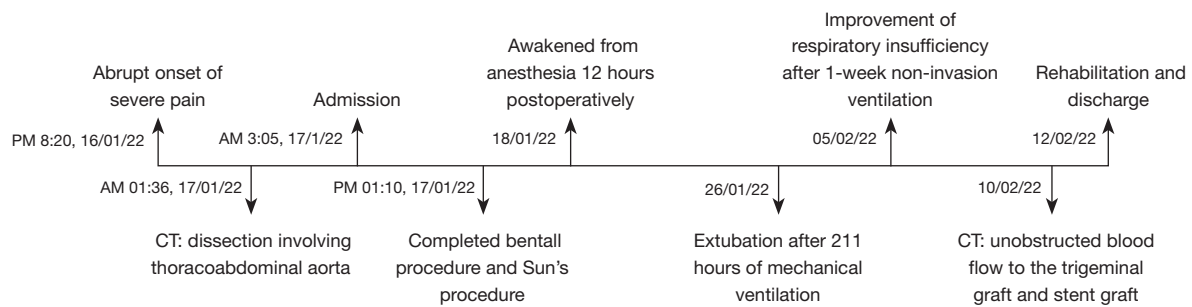 Abrupt onset of
severe pain
PM 8:20, 16/01/22
AM 01:36, 17/01/22
CT: dissection involving
thoracoabdominal aorta
Admission
AM 3:05, 17/1/22
PM 01:10, 17/01/22
Completed bentall
procedure and Sun's
procedure
Awakened from
anesthesia 12 hours
postoperatively
18/01/22
26/01/22
Extubation after 211
hours of mechanical
ventilation
Improvement of
respiratory insufficiency
after 1-week non-invasion
ventilation
05/02/22
10/02/22
CT: unobstructed blood
flow to the trigeminal
graft and stent graft
Rehabilitation and
discharge
12/02/22